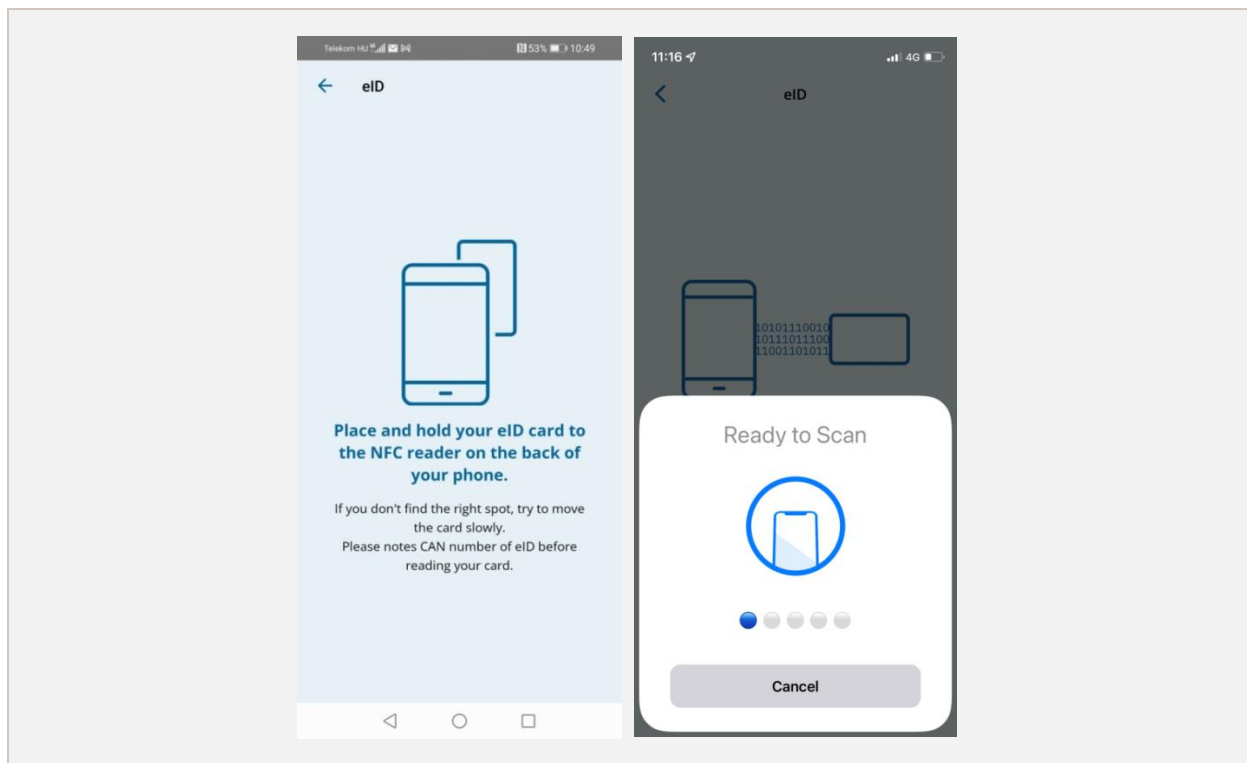 Telekom HU
53% 10:49
eID
Place and hold your eID card to
the NFC reader on the back of
your phone.
If you don't find the right spot, try to move
the card slowly.
Please notes CAN number of eID before
reading your card.
11:16
4G
eID
10101110010
10111011100
11001101011
Ready to Scan
Cancel